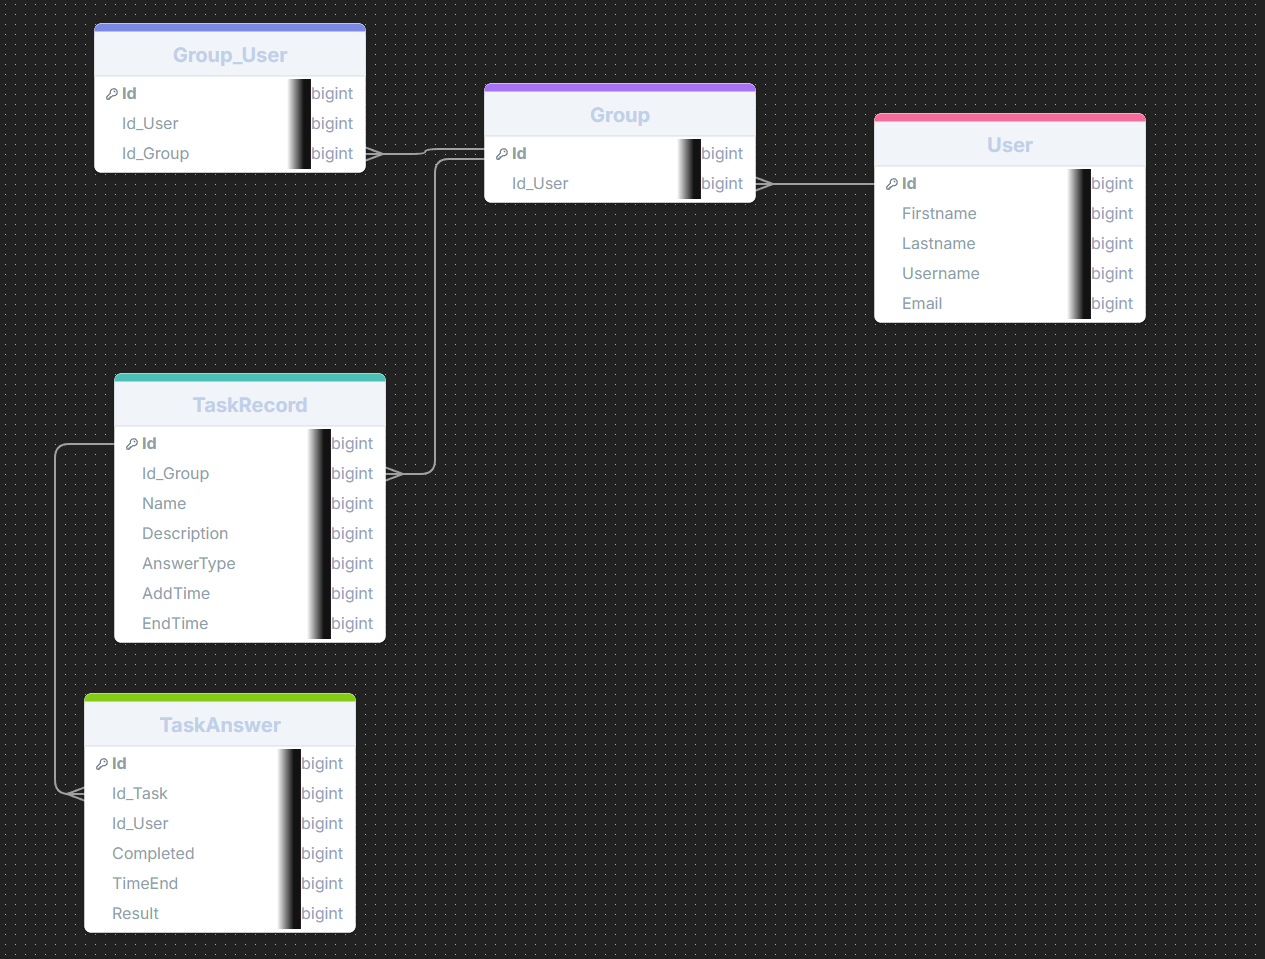 Group_User
Id bigint
Id_User bigint
Id_Group bigint
Group
Id bigint
Id_User bigint
User
Id bigint
Firstname bigint
Lastname bigint
Username bigint
Email bigint
TaskRecord
Id bigint
Id_Group bigint
Name bigint
Description bigint
AnswerType bigint
AddTime bigint
EndTime bigint
TaskAnswer
Id bigint
Id_Task bigint
Id_User bigint
Completed bigint
TimeEnd bigint
Result bigint